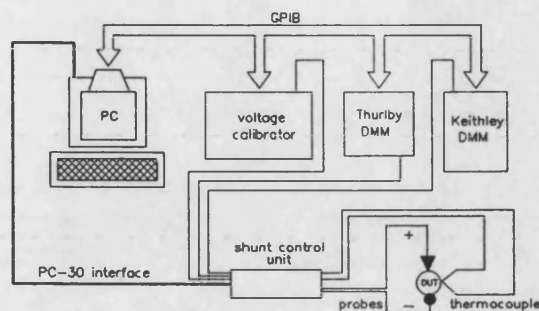 GPIB
PC
voltage
calibrator
Thurlby
DMM
Keithley
DMM
shunt control
unit
PC-30 interface
+
DUT
probes
−
thermocouple